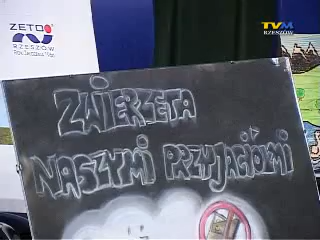 ZETO
RZESZÓW
TVM
RZESZÓW
ZWIERZĘTA
NASZYMI PRZYJACIÓŁMI